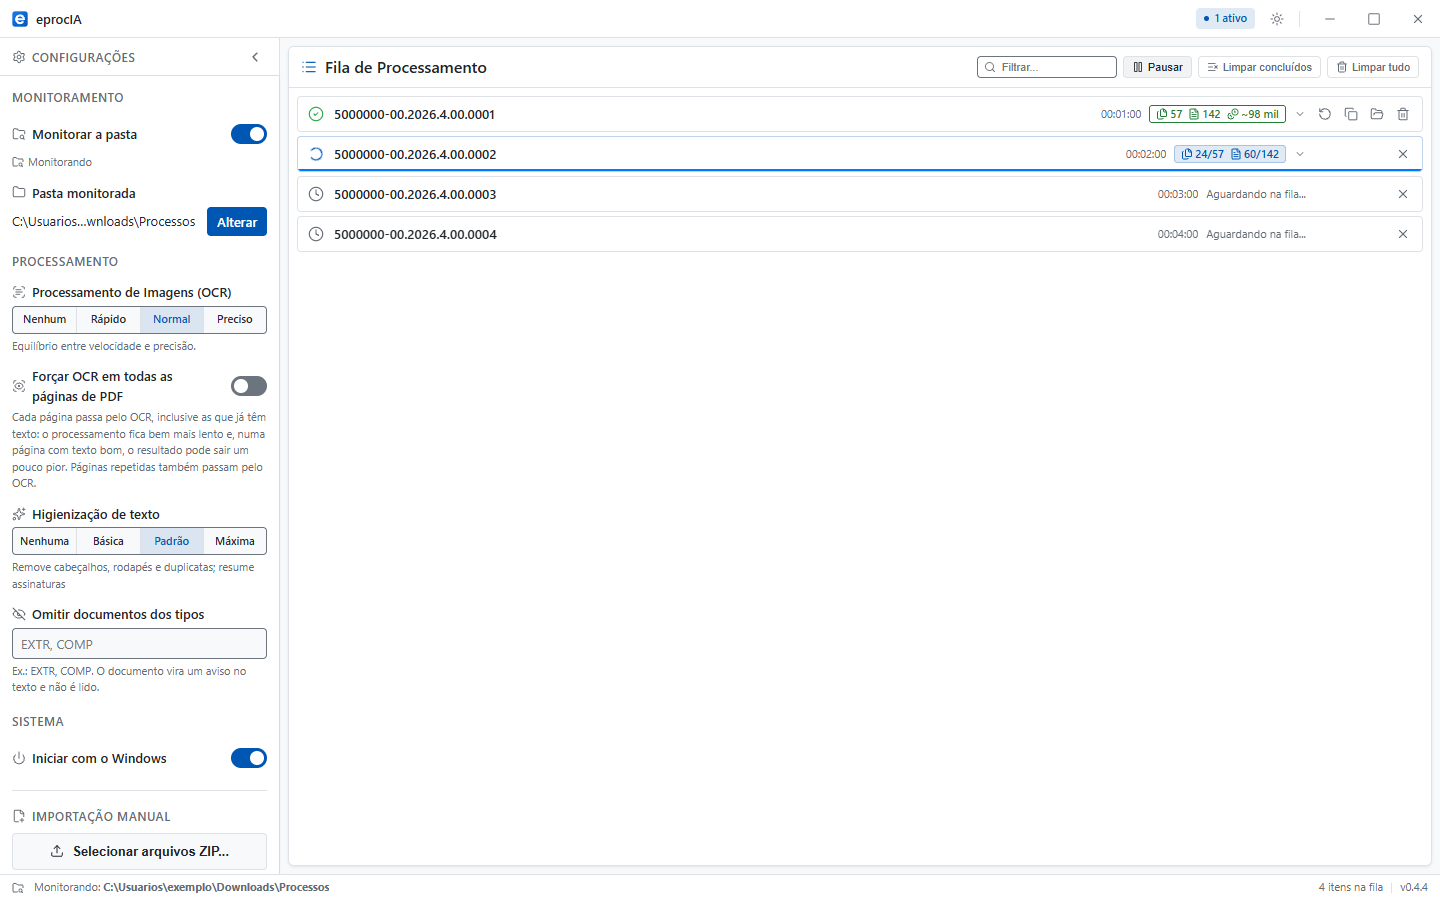 eprocIA
1 ativo
CONFIGURAÇÕES
MONITORAMENTO
Monitorar a pasta
Monitorando
Pasta monitorada
C:\Usuarios...wnloads\Processos
Alterar
PROCESSAMENTO
Processamento de Imagens (OCR)
Nenhum Rápido Normal Preciso
Equilíbrio entre velocidade e precisão.
Forçar OCR em todas as
páginas de PDF
Cada página passa pelo OCR, inclusive as que já têm
texto: o processamento fica bem mais lento e, numa
página com texto bom, o resultado pode sair um
pouco pior. Páginas repetidas também passam pelo
OCR.
Higienização de texto
Nenhuma Básica Padrão Máxima
Remove cabeçalhos, rodapés e duplicatas; resume
assinaturas
Omitir documentos dos tipos
EXTR, COMP
Ex.: EXTR, COMP. O documento vira um aviso no
texto e não é lido.
SISTEMA
Iniciar com o Windows
IMPORTAÇÃO MANUAL
Selecionar arquivos ZIP...
Fila de Processamento
Filtrar...
Pausar
Limpar concluídos
Limpar tudo
5000000-00.2026.4.00.0001 00:01:00 57 142 ~98 mil
5000000-00.2026.4.00.0002 00:02:00 24/57 60/142
5000000-00.2026.4.00.0003 00:03:00 Aguardando na fila...
5000000-00.2026.4.00.0004 00:04:00 Aguardando na fila...
Monitorando: C:\Usuarios\exemplo\Downloads\Processos
4 itens na fila
v0.4.4